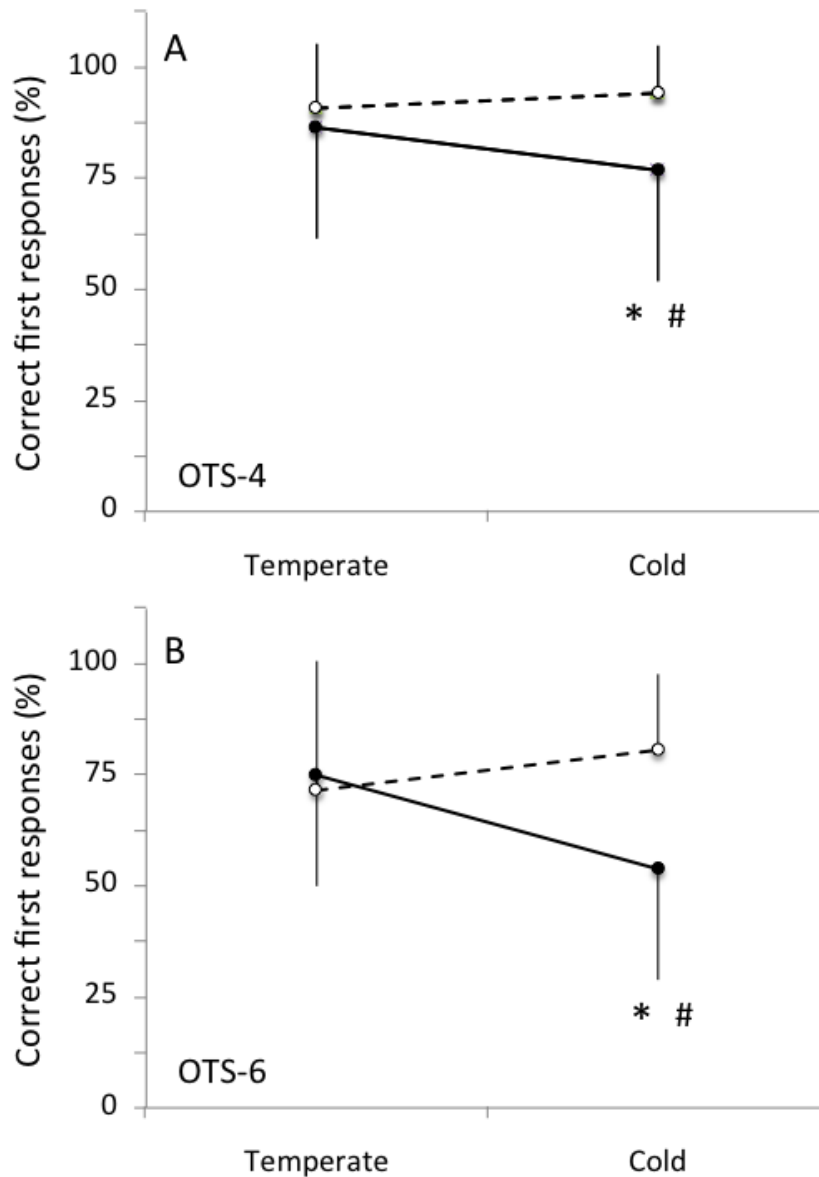 A
Correct first responses (%)
100
75
50
25
0
* #
OTS-4
Temperate Cold
B
Correct first responses (%)
100
75
50
25
0
* #
OTS-6
Temperate Cold